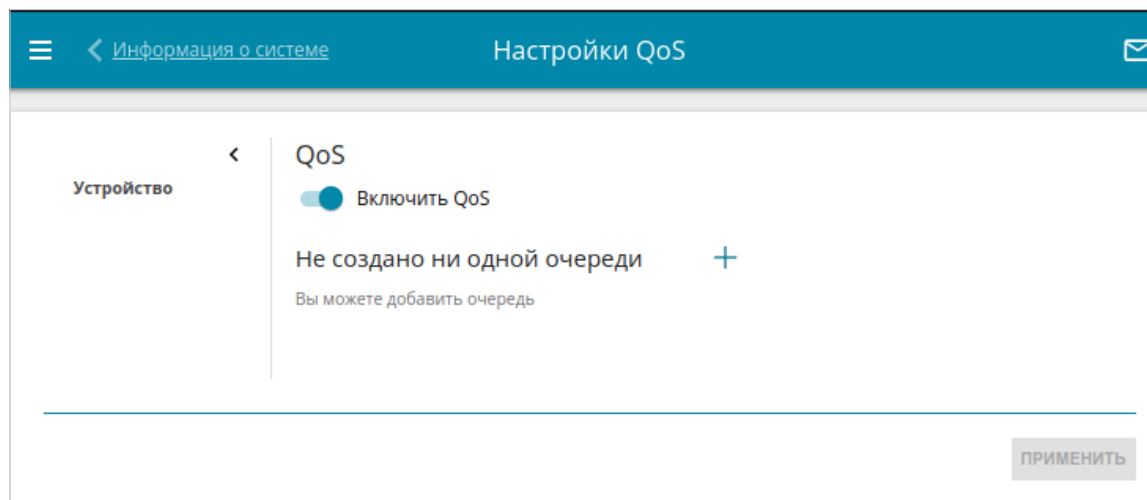 Информация о системе
Настройки QoS
Устройство
QoS
Включить QoS
Не создано ни одной очереди
Вы можете добавить очередь
ПРИМЕНИТЬ